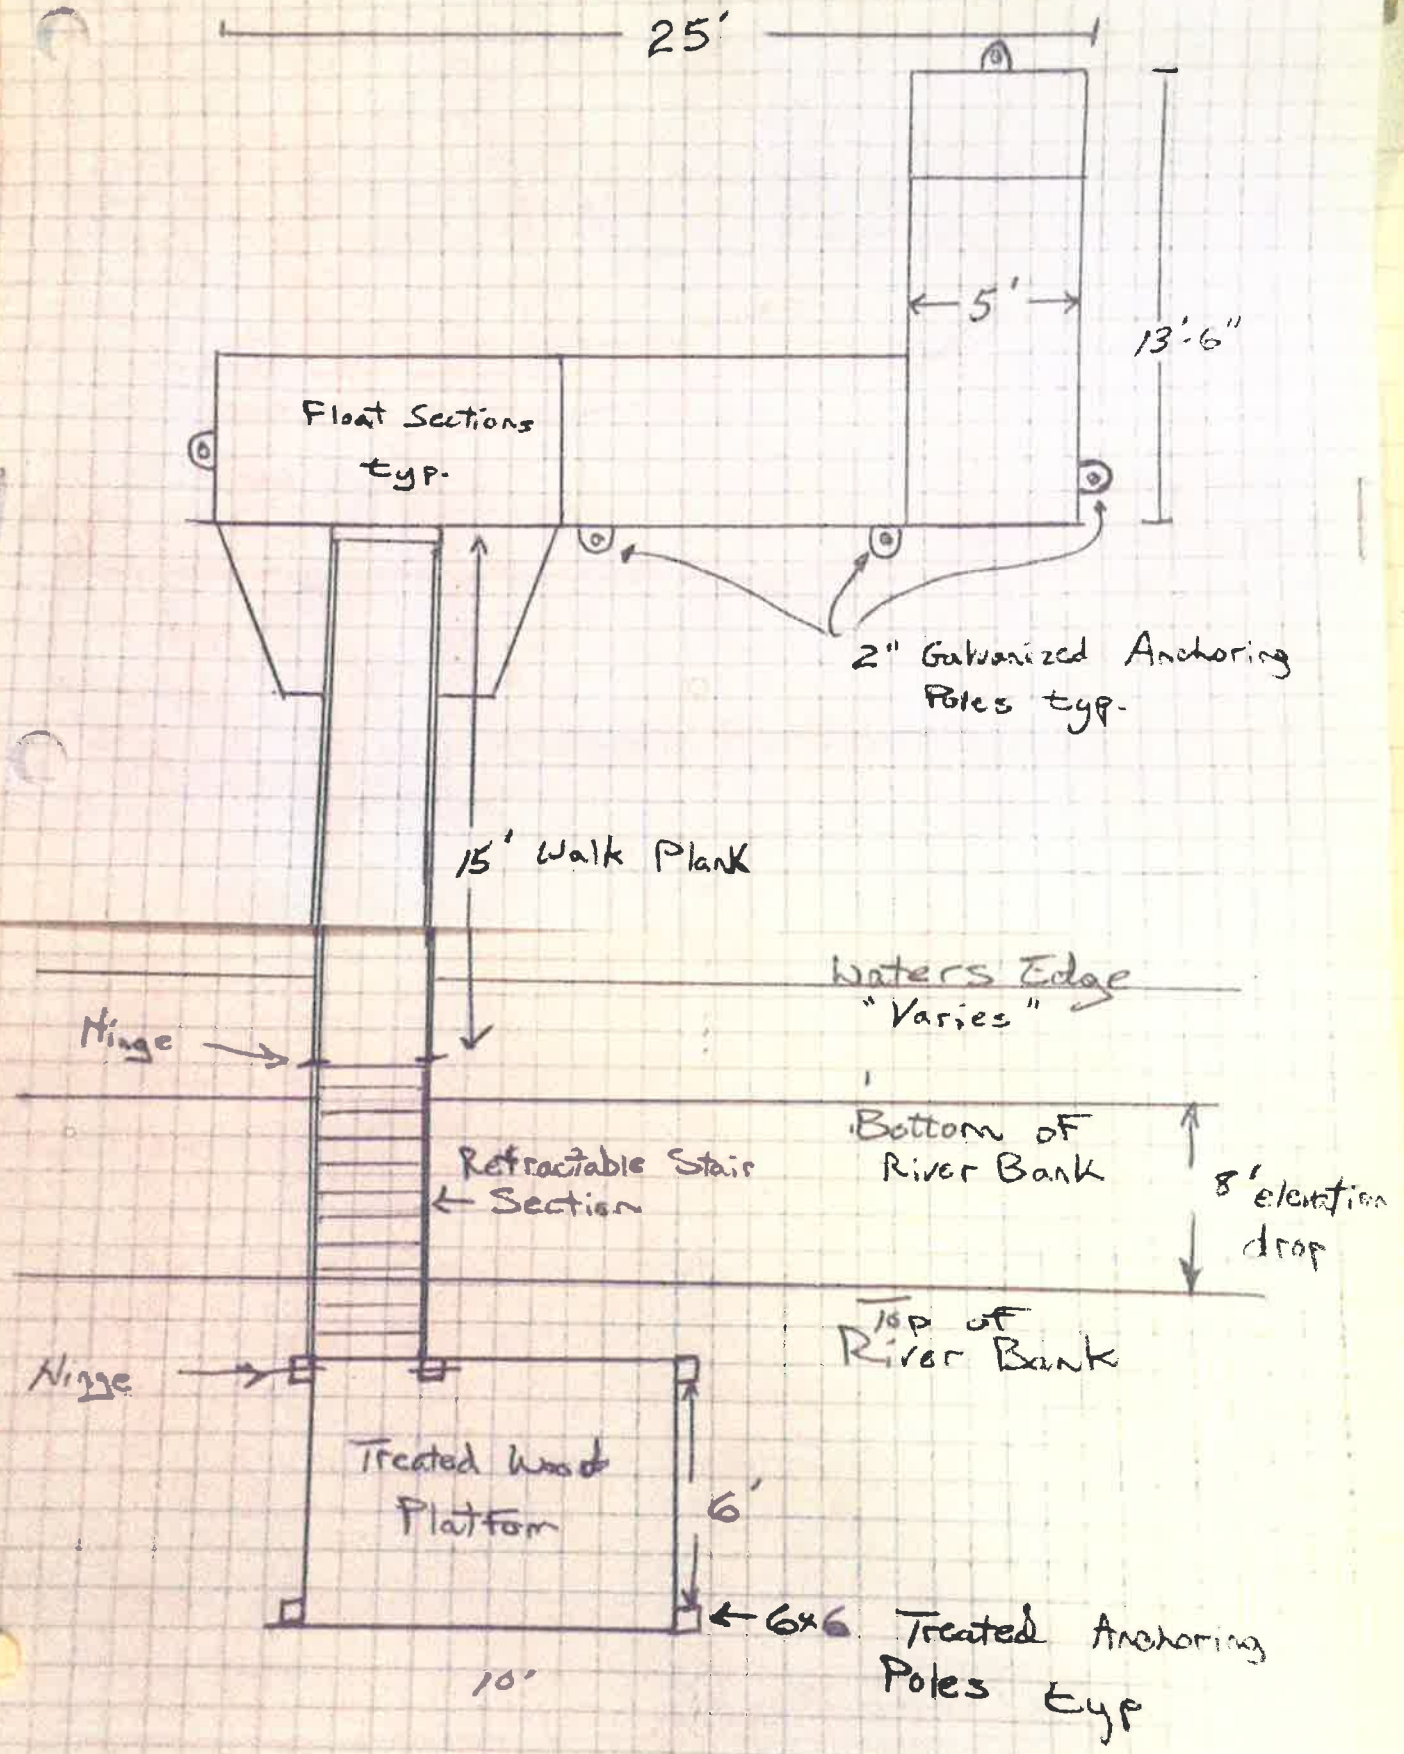 25'
5'
13'-6"
Float Sections
typ.
2" Galvanized Anchoring
Poles typ.
15' Walk Plank
Waters Edge
"Varies"
Hinge
Bottom of
River Bank
Retractable Stair
Section
8' elevation
drop
Top of
River Bank
Hinge
Treated Wood
Platform
6'
6x6 Treated Anchoring
Poles typ
10'